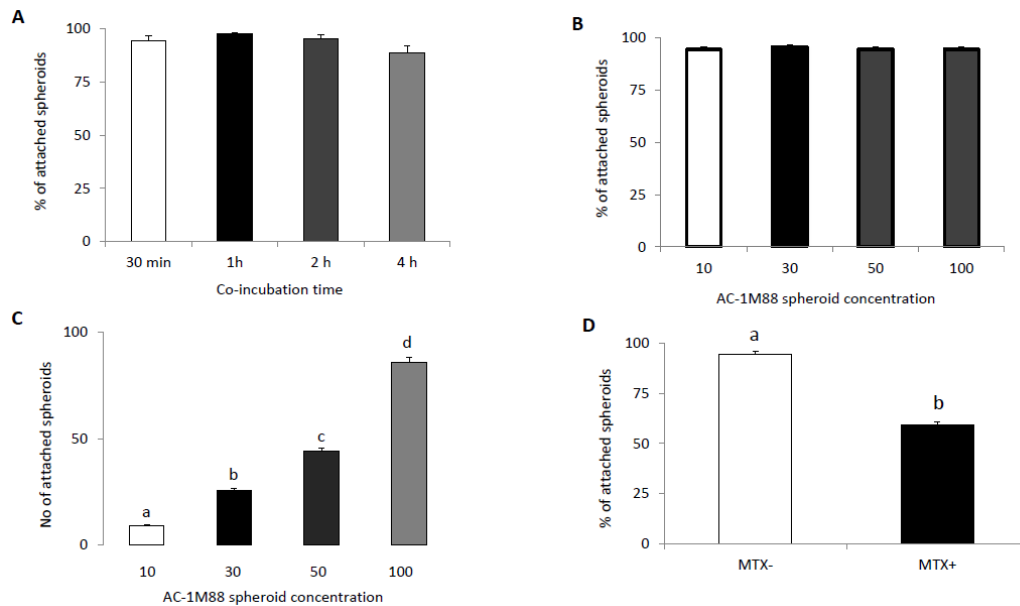 A
100
75
50
25
0
% of attached spheroids
30 min 1h 2 h 4 h
Co-incubation time
B
100
75
50
25
0
% of attached spheroids
10 30 50 100
AC-1M88 spheroid concentration
C
100
50
0
No of attached spheroids
a
b
c
d
10 30 50 100
AC-1M88 spheroid concentration
D
100
75
50
25
0
% of attached spheroids
a
b
MTX- MTX+